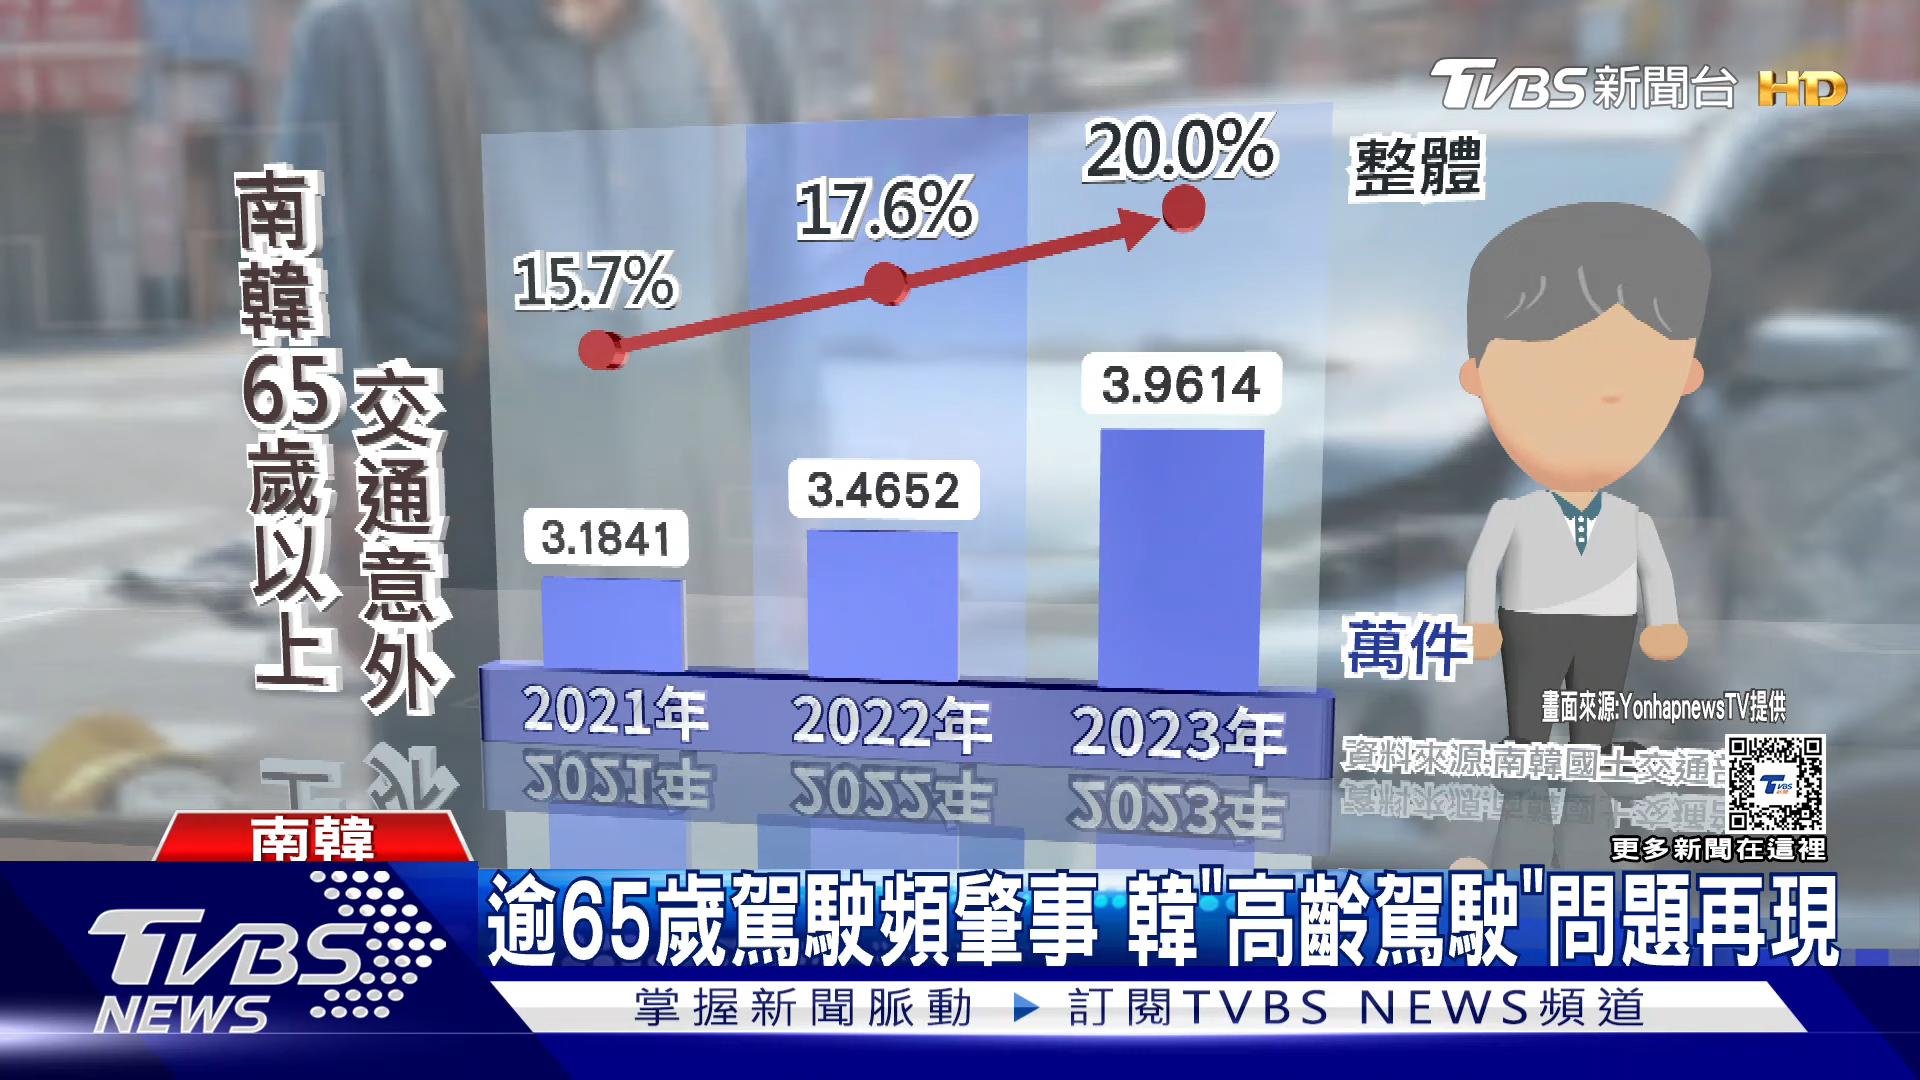 TVBS新聞台 HD
南韓65歲以上
交通意外
整體
15.7%
17.6%
20.0%
3.1841
3.4652
3.9614
萬件
2021年
2022年
2023年
畫面來源:YonhapnewsTV提供
資料來源:南韓國土交通
TVBS
新聞
更多新聞在這裡
南韓
逾65歲駕駛頻肇事 韓"高齡駕駛"問題再現
TVBS
NEWS
掌握新聞脈動 ▶ 訂閱TVBS NEWS頻道